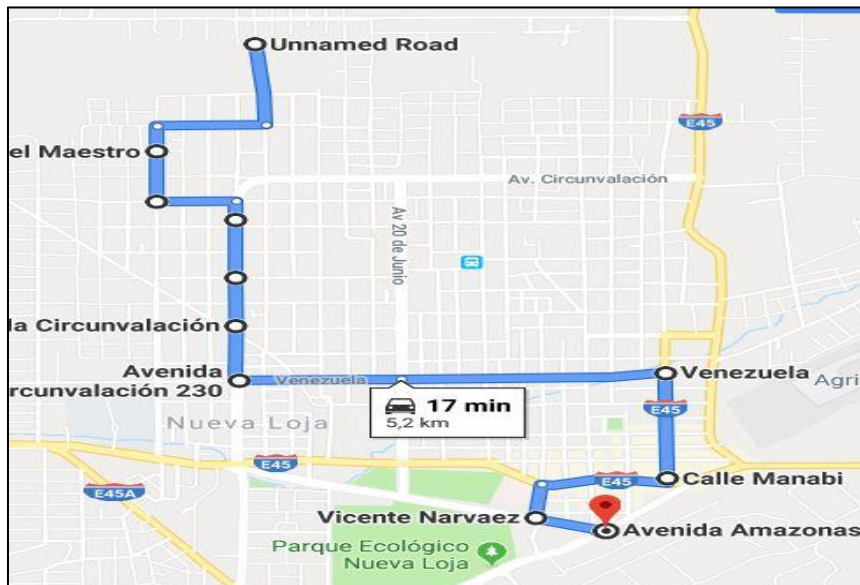 Unnamed Road
E45
el Maestro
Av. Circunvalación
Av 20 de Junio
la Circunvalación
Avenida
rcunvalación 230
Venezuela
Venezuela
Agri
17 min
5,2 km
E45
Nueva Loja
E45
E45
Calle Manabi
E45A
Vicente Narvaez
Avenida Amazonas
Parque Ecológico
Nueva Loja